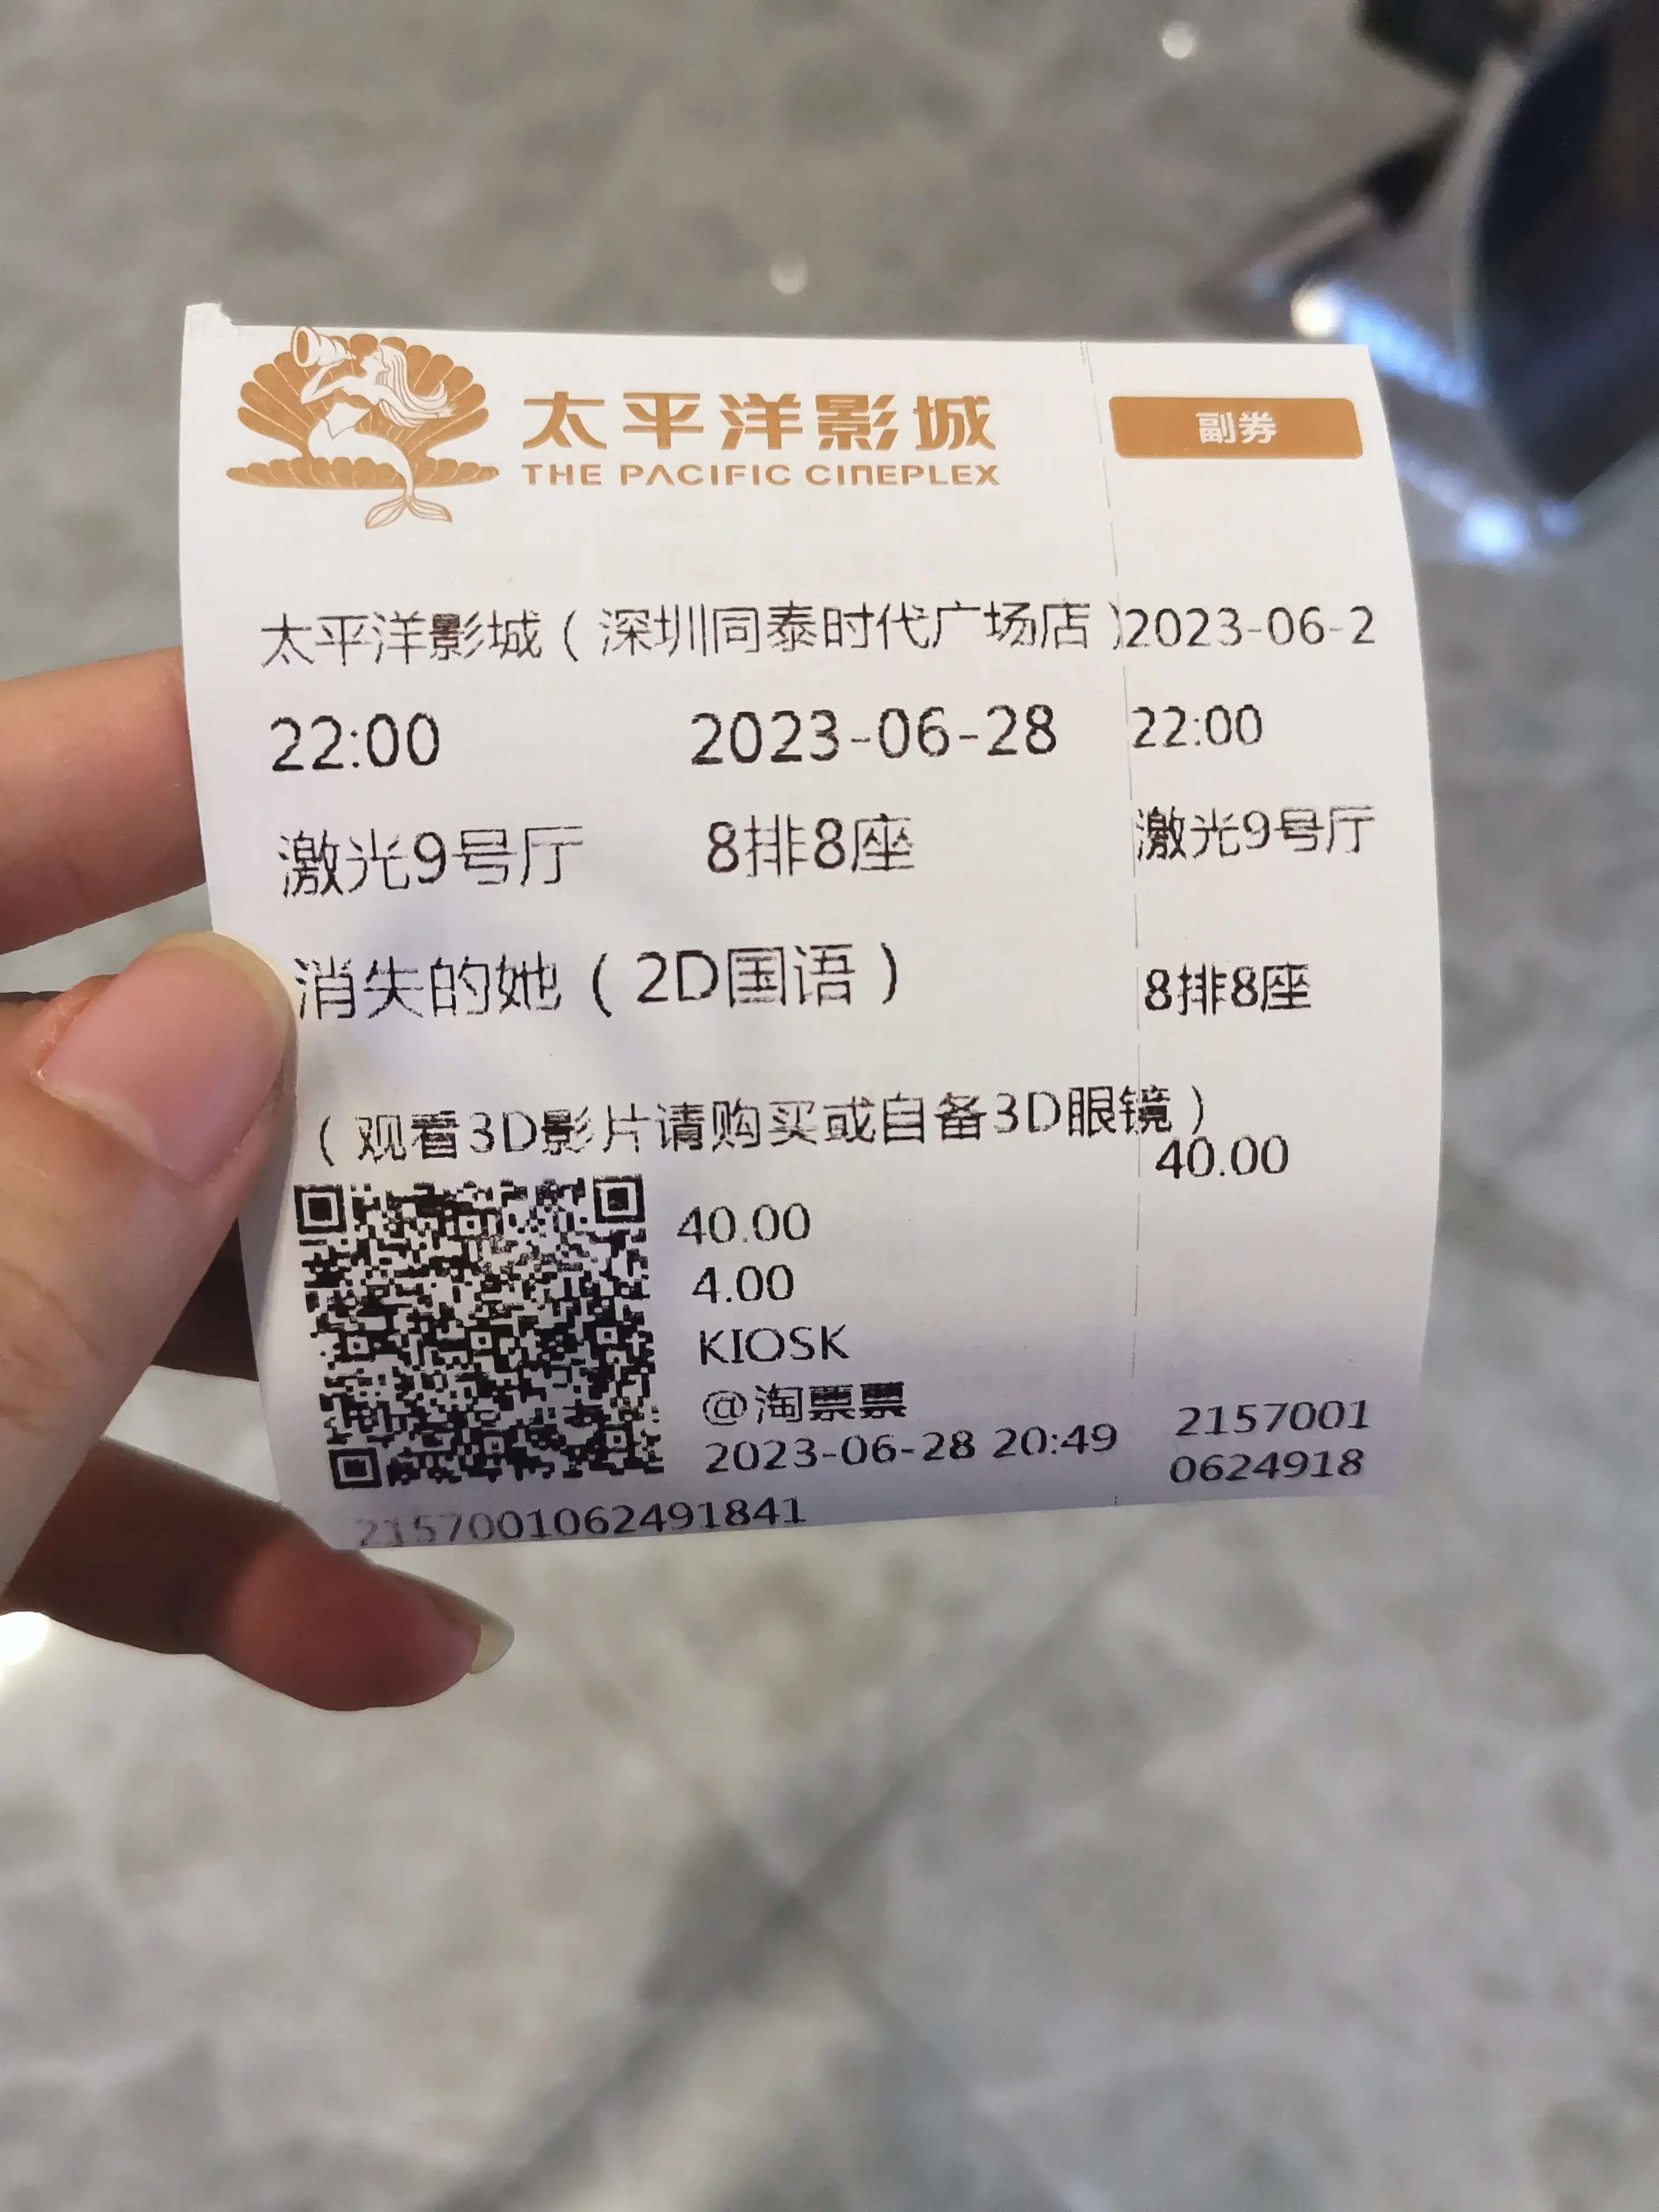 太平洋影城
THE PACIFIC CINEPLEX
副券
太平洋影城（深圳同泰时代广场店）
22:00 2023-06-28
激光9号厅 8排8座
消失的她（2D国语）
（观看3D影片请购买或自备3D眼镜）
40.00
4.00
KIOSK
@淘票票
2023-06-28 20:49
2157001062491841
2023-06-2
22:00
激光9号厅
8排8座
40.00
2157001
0624918